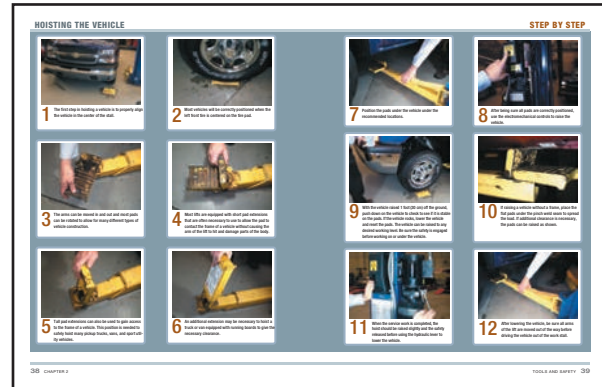 HOISTING THE VEHICLE
STEP BY STEP
1 The first step in hoisting a vehicle is to properly align
the vehicle in the center of the stall.
2 Most vehicles will be correctly positioned when the
left front tire is centered on the tire pad.
3 The arms can be moved in and out and most pads
can be rotated to allow for many different types of
vehicle construction.
4 Most lifts are equipped with short pad extensions
that are often necessary to use to allow the pad to
contact the frame of a vehicle without causing the
arm of the lift to hit and damage parts of the body.
5 Tall pad extensions can also be used to gain access
to the frame of a vehicle. This position is needed to
safely hoist many pickup trucks, vans, and sport util-
ity vehicles.
6 An additional extension may be necessary to hoist a
truck or van equipped with running boards to give the
necessary clearance.
38 CHAPTER 2
7 Position the pads under the vehicle under the
recommended locations.
8 After being sure all pads are correctly positioned,
use the electromechanical controls to raise the
vehicle.
9 With the vehicle raised 1 foot (30 cm) off the ground,
push down on the vehicle to check to see if it is stable
on the pads. If the vehicle rocks, lower the vehicle
and reset the pads. The vehicle can be raised to any
desired working level. Be sure the safety is engaged
before working on or under the vehicle.
10 If raising a vehicle without a frame, place the
flat pads under the pinch weld seam to spread
the load. If additional clearance is necessary,
the pads can be raised as shown.
11 When the service work is completed, the
hoist should be raised slightly and the safety
released before using the hydraulic lever to
lower the vehicle.
12 After lowering the vehicle, be sure all arms
of the lift are moved out of the way before
driving the vehicle out of the work stall.
TOOLS AND SAFETY 39